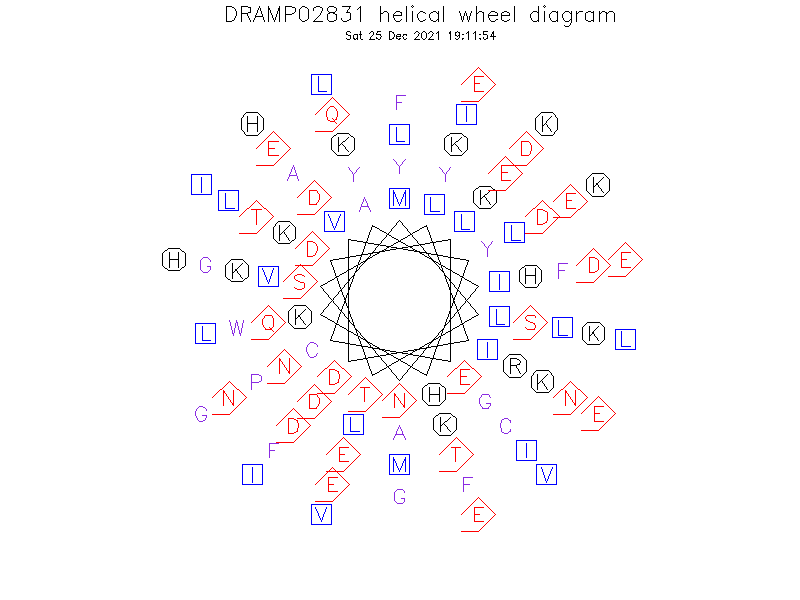 DRAMP02831 helical wheel diagram
Sat 25 Dec 2021 19:11:54
L E
F
Q I
H K
L
K K
E D
Y
A Y Y E
I K
L D M K E
A L
T V L D
K L
D Y
H E
G D
K F
V H
S I
K L
Q S
W L
L K
L
C I
N R
D E
P K
T H
N D N G N
G E
D L K C
A
F E T I
M
I V
E F
G
V E